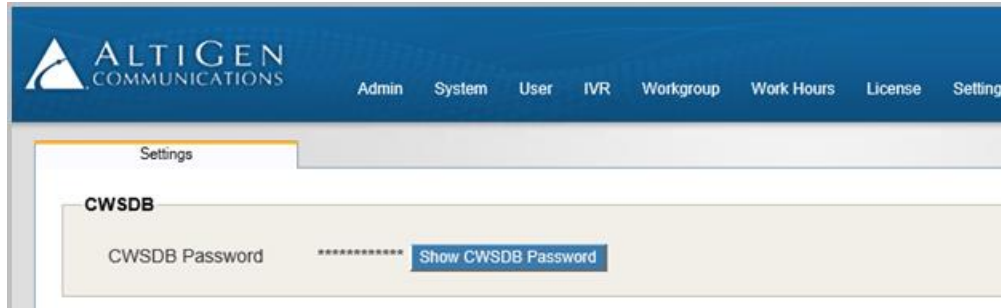 ALTIGEN
COMMUNICATIONS
Admin System User IVR Workgroup Work Hours License Setting
Settings
CWSDB
CWSDB Password ************ Show CWSDB Password